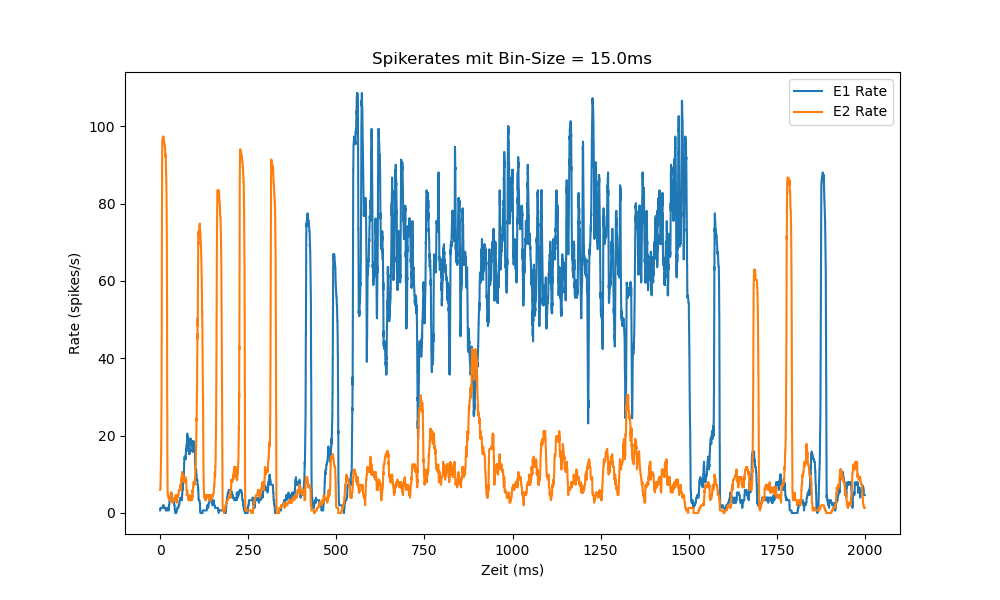 Spikerates mit Bin-Size = 15.0ms
E1 Rate
E2 Rate
100
80
60
40
20
0
Rate (spikes/s)
0 250 500 750 1000 1250 1500 1750 2000
Zeit (ms)